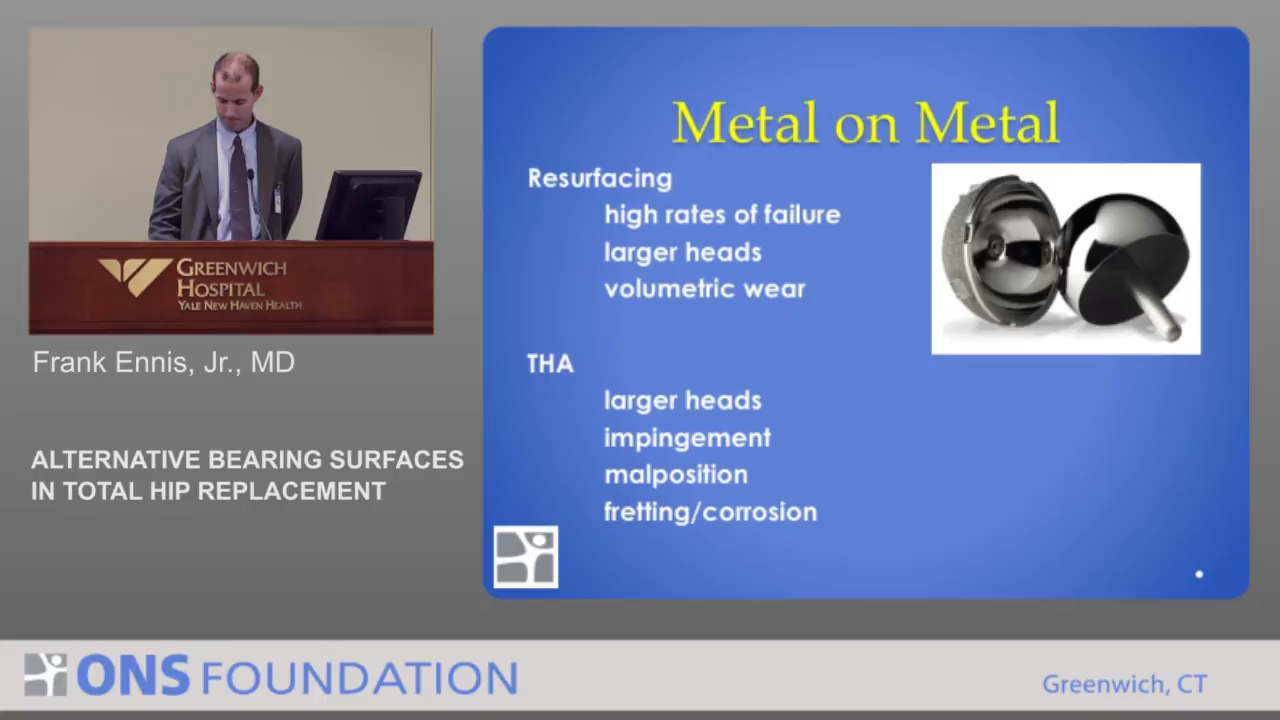 GREENWICH
HOSPITAL
YALE NEW HAVEN HEALTH
Frank Ennis, Jr., MD
ALTERNATIVE BEARING SURFACES
IN TOTAL HIP REPLACEMENT
Metal on Metal
Resurfacing
high rates of failure
larger heads
volumetric wear
THA
larger heads
impingement
malposition
fretting/corrosion
ONS FOUNDATION
Greenwich, CT